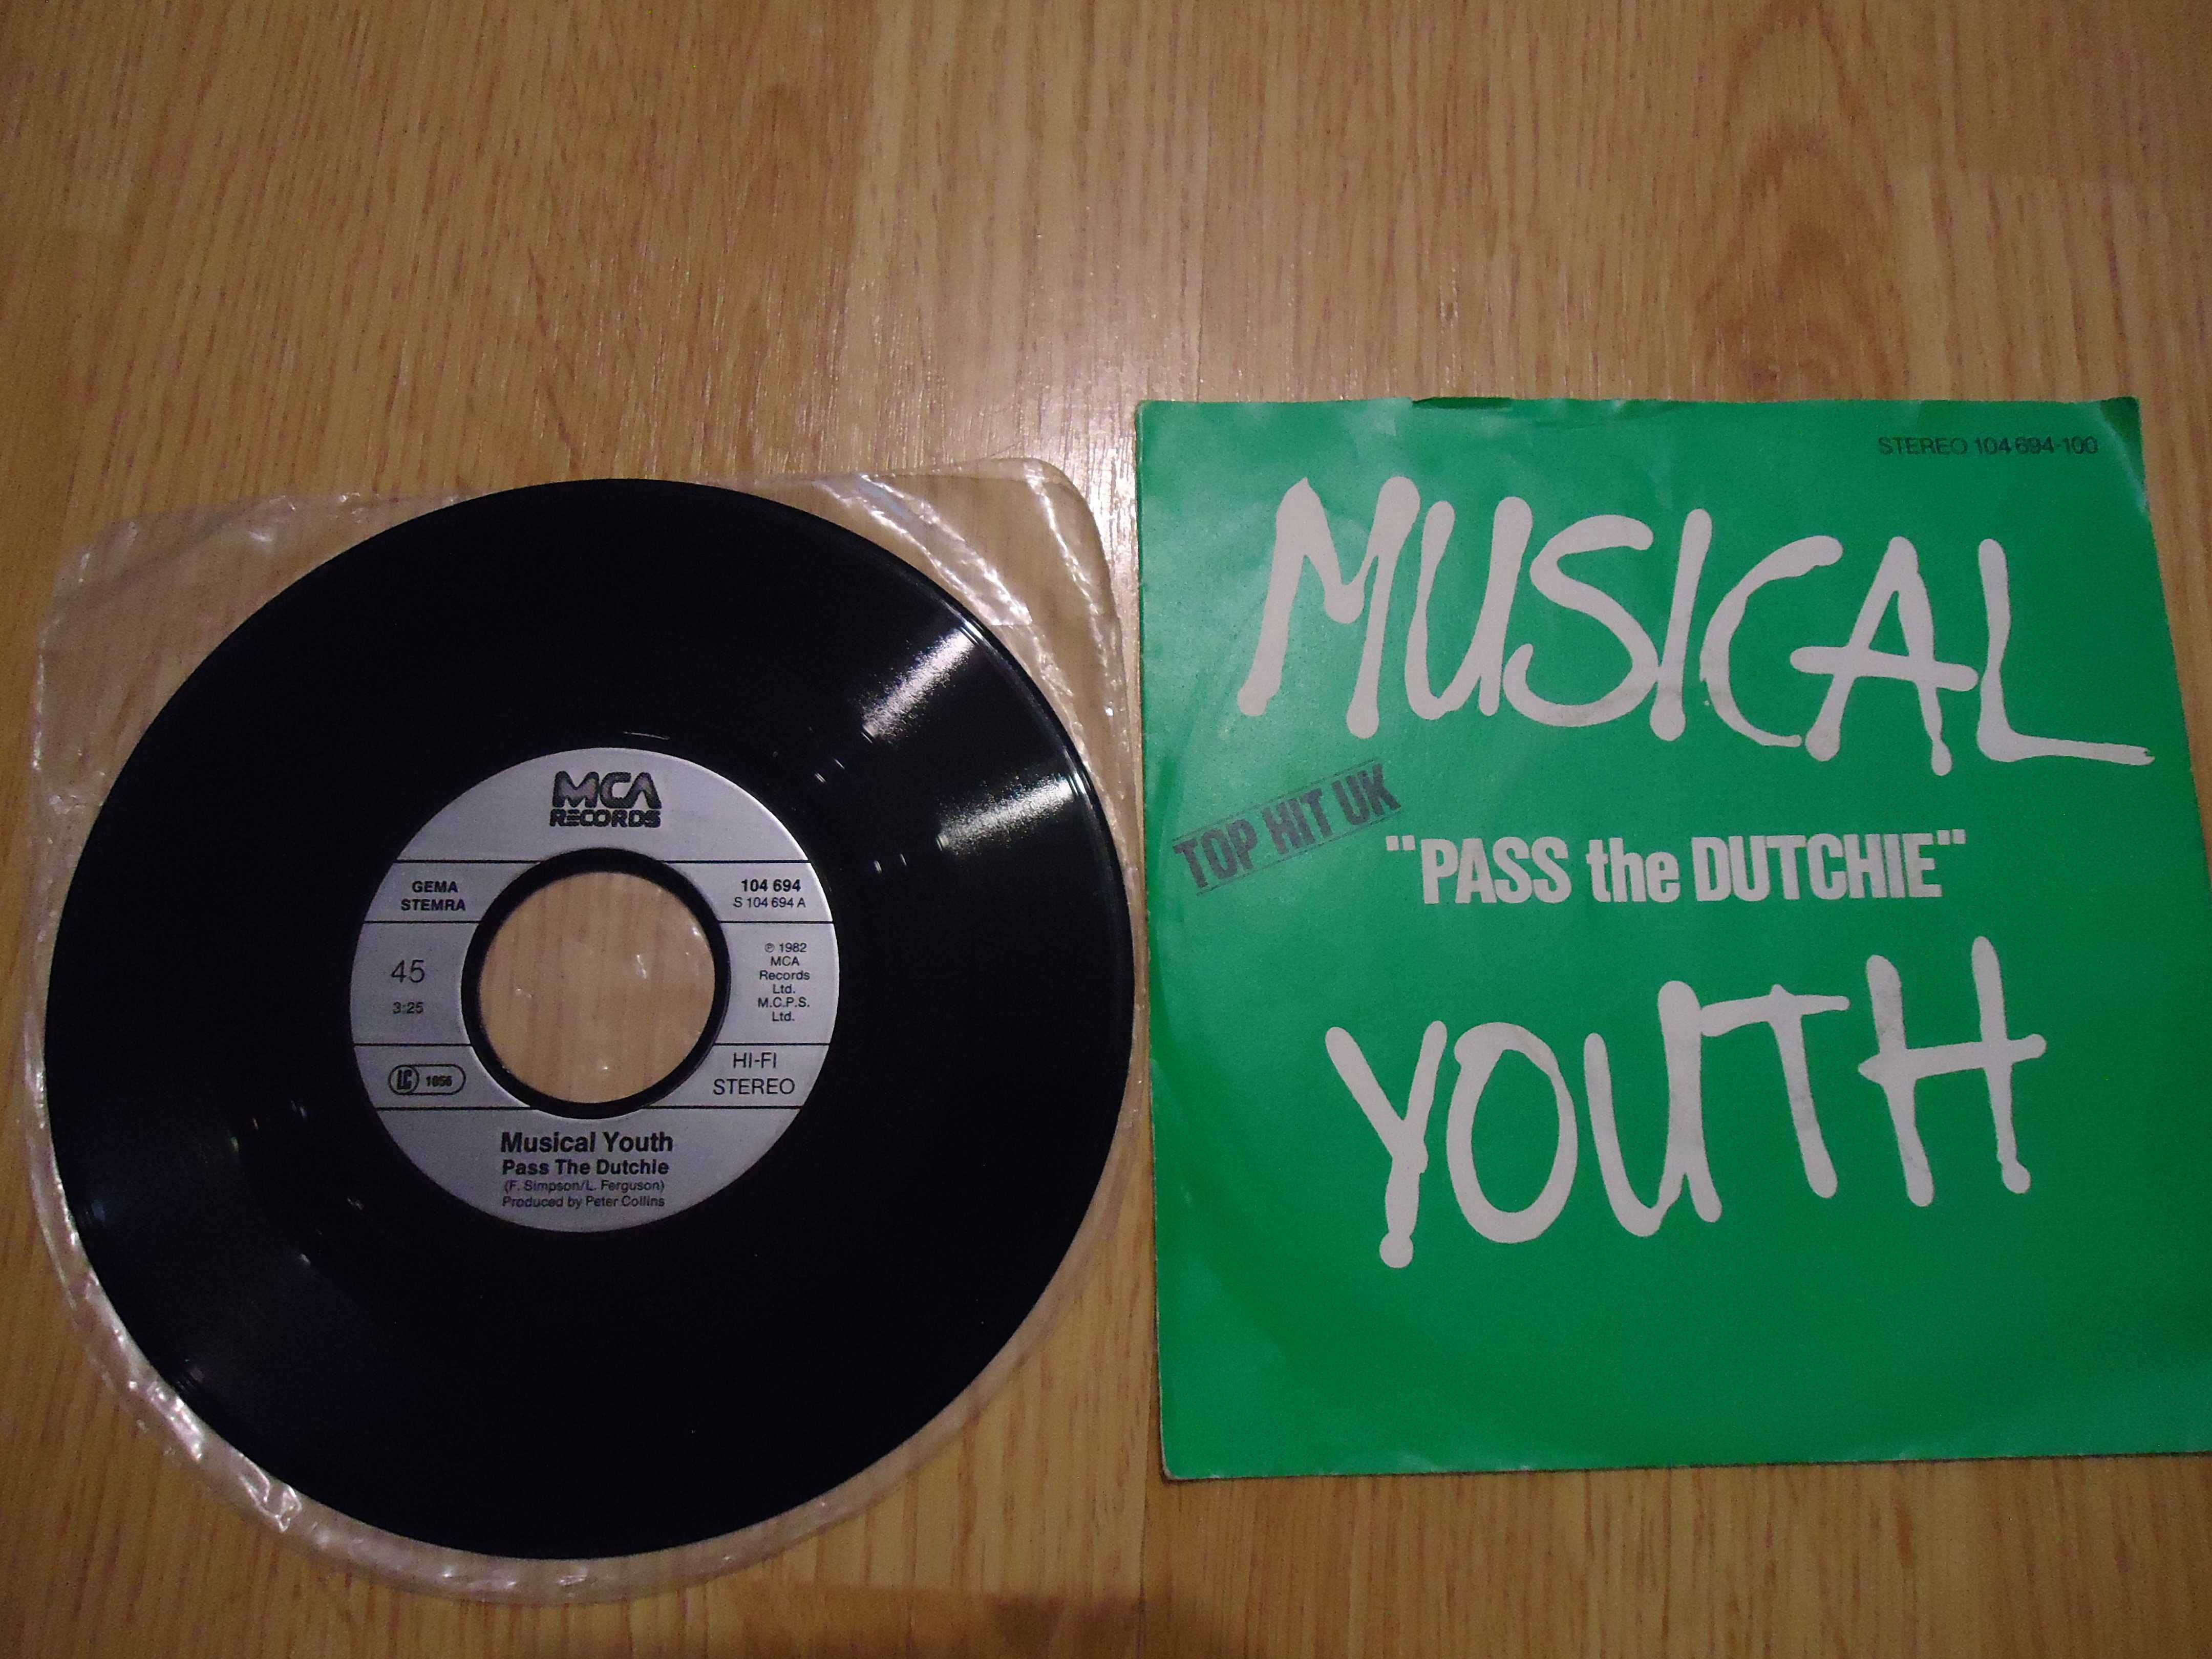 MCA
RECORDS
GEMA
STEMRA
104 694
S 104 694 A
45
3:25
℗ 1982
MCA
Records
Ltd.
M.C.P.S.
Ltd.
LC 1056
HI-FI
STEREO
Musical Youth
Pass The Dutchie
(F. Simpson/L. Ferguson)
Produced by Peter Collins
STEREO 104 694-100
MUSICAL
TOP HIT UK
"PASS the DUTCHIE"
YOUTH